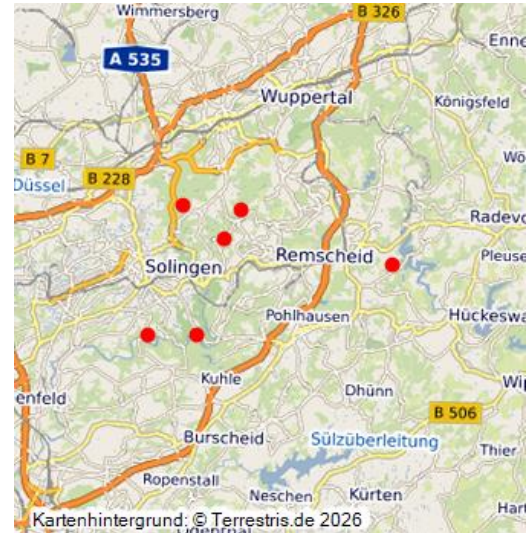 Wimmersberg
B 326
A 535
Enne
Wuppertal
Königsfeld
B 7
Wö
Düssel
B 228
Radevo
Solingen
Remscheid
Pleuse
Pohlhausen
Hückeswa
enfeld
Kuhle
Dhünn
Wip
B 506
Burscheid
Sülzüberleitung
Thier
Ropenstall
Neschen
Kürten
Hart
Kartenhintergrund: © Terrestris.de 2026